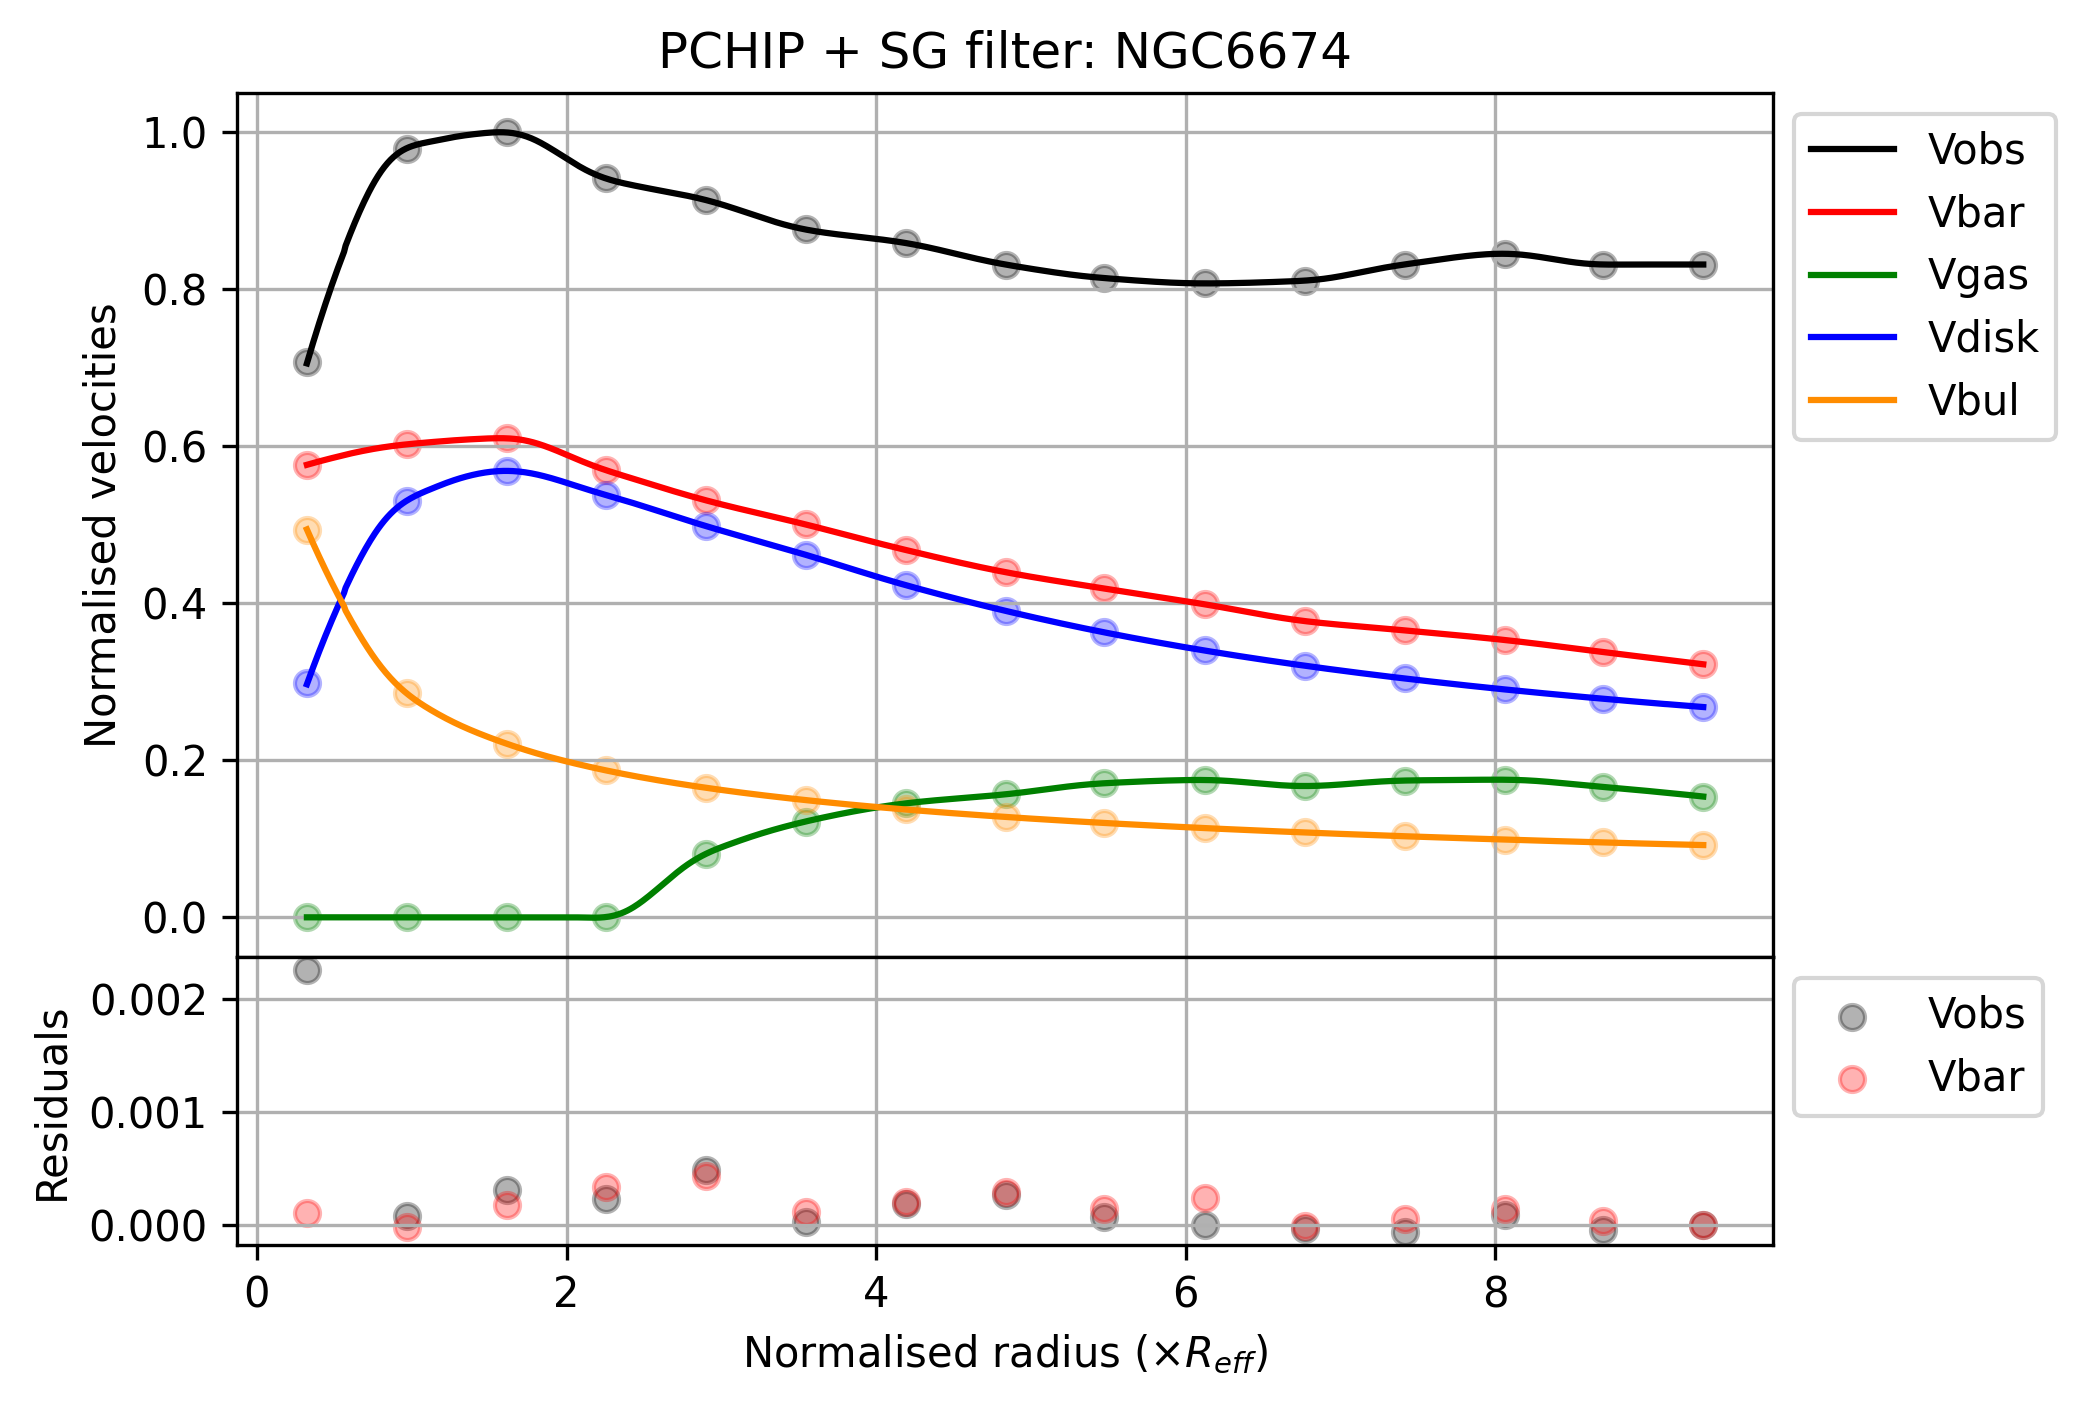 PCHIP + SG filter: NGC6674
Normalised velocities
1.0
0.8
0.6
0.4
0.2
0.0
Vobs
Vbar
Vgas
Vdisk
Vbul
Residuals
0.002
0.001
0.000
Vobs
Vbar
0 2 4 6 8
Normalised radius (×R_eff)